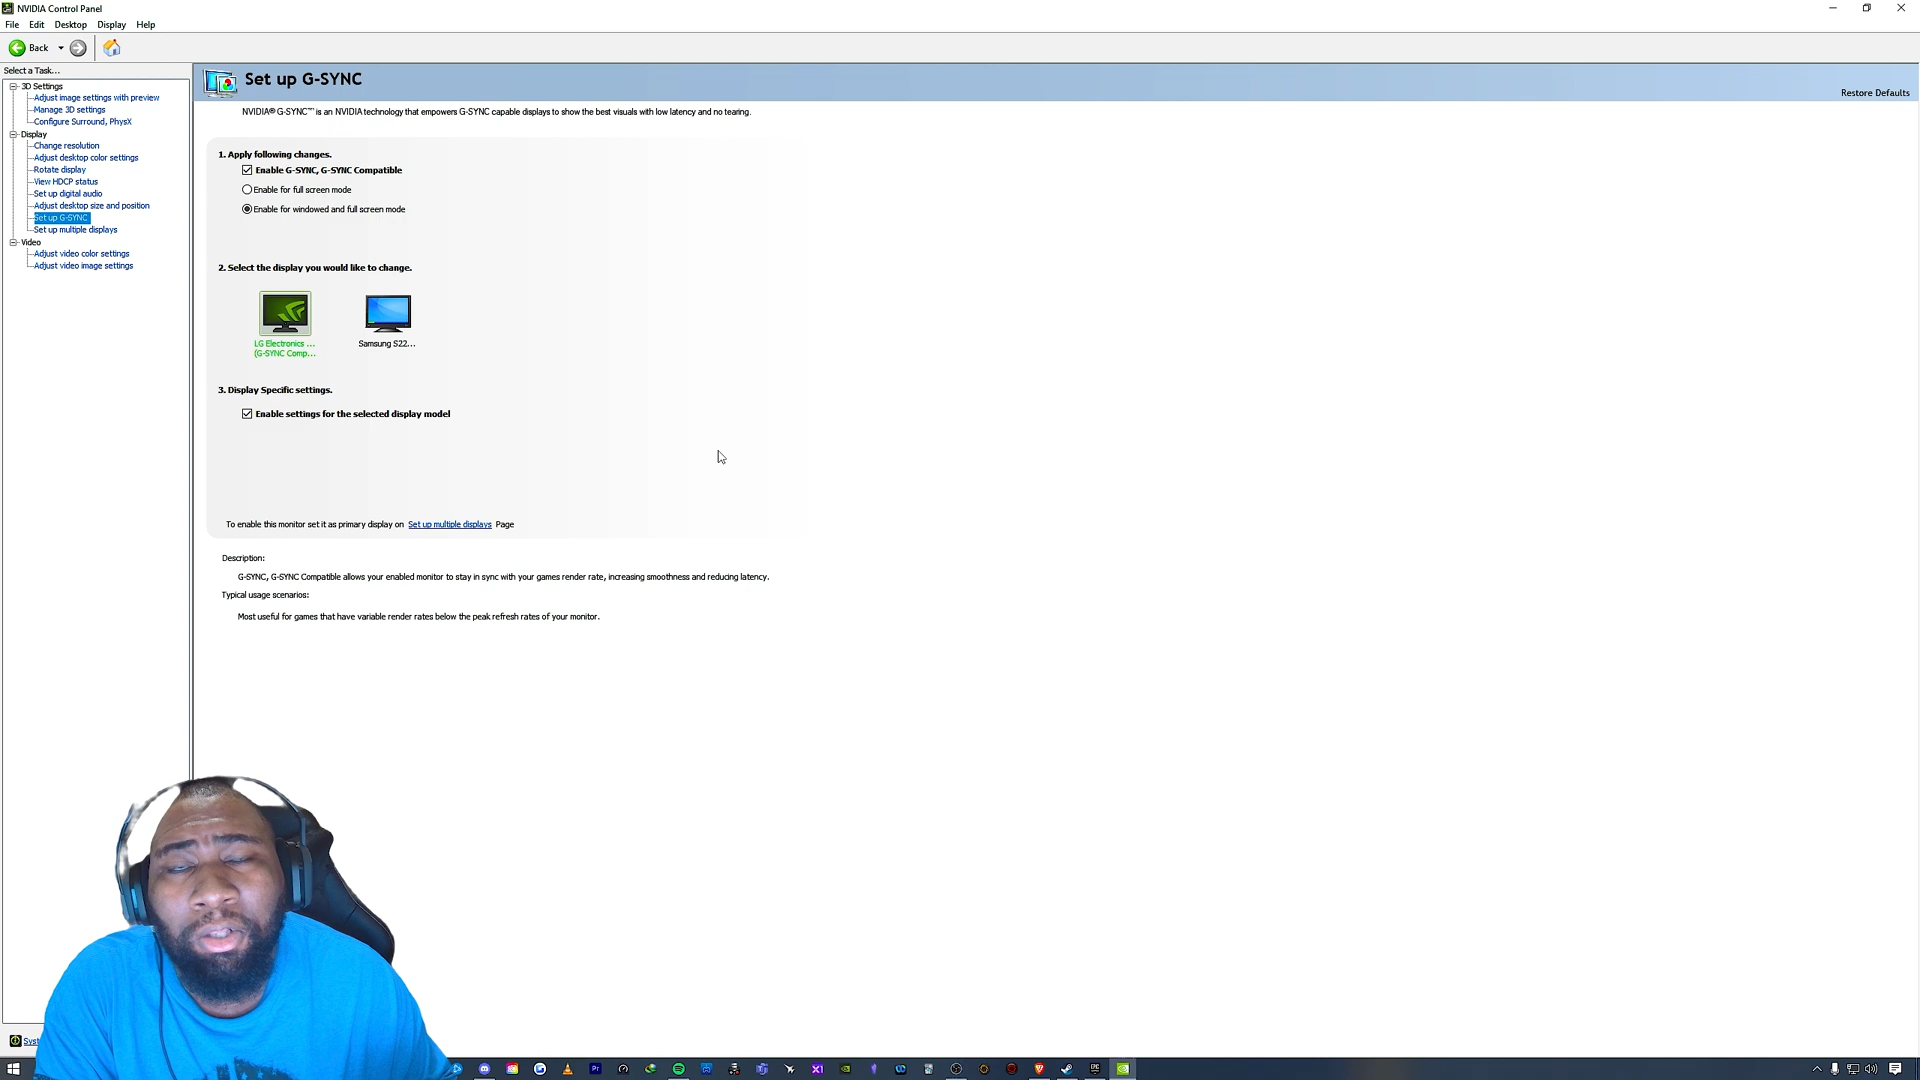 NVIDIA Control Panel
File Edit Desktop Display Help
Back
Select a Task...
3D Settings
Adjust image settings with preview
Manage 3D settings
Configure Surround, PhysX
Display
Change resolution
Adjust desktop color settings
Rotate display
View HDCP status
Set up digital audio
Adjust desktop size and position
Set up G-SYNC
Set up multiple displays
Video
Adjust video color settings
Adjust video image settings
Set up G-SYNC
Restore Defaults
NVIDIA® G-SYNC™ is an NVIDIA technology that empowers G-SYNC capable displays to show the best visuals with low latency and no tearing.
1. Apply following changes.
Enable G-SYNC, G-SYNC Compatible
Enable for full screen mode
Enable for windowed and full screen mode
2. Select the display you would like to change.
LG Electronics ...
(G-SYNC Comp...
Samsung S22...
3. Display Specific settings.
Enable settings for the selected display model
To enable this monitor set it as primary display on Set up multiple displays Page
Description:
G-SYNC, G-SYNC Compatible allows your enabled monitor to stay in sync with your games render rate, increasing smoothness and reducing latency.
Typical usage scenarios:
Most useful for games that have variable render rates below the peak refresh rates of your monitor.
Syst
Pr
X1